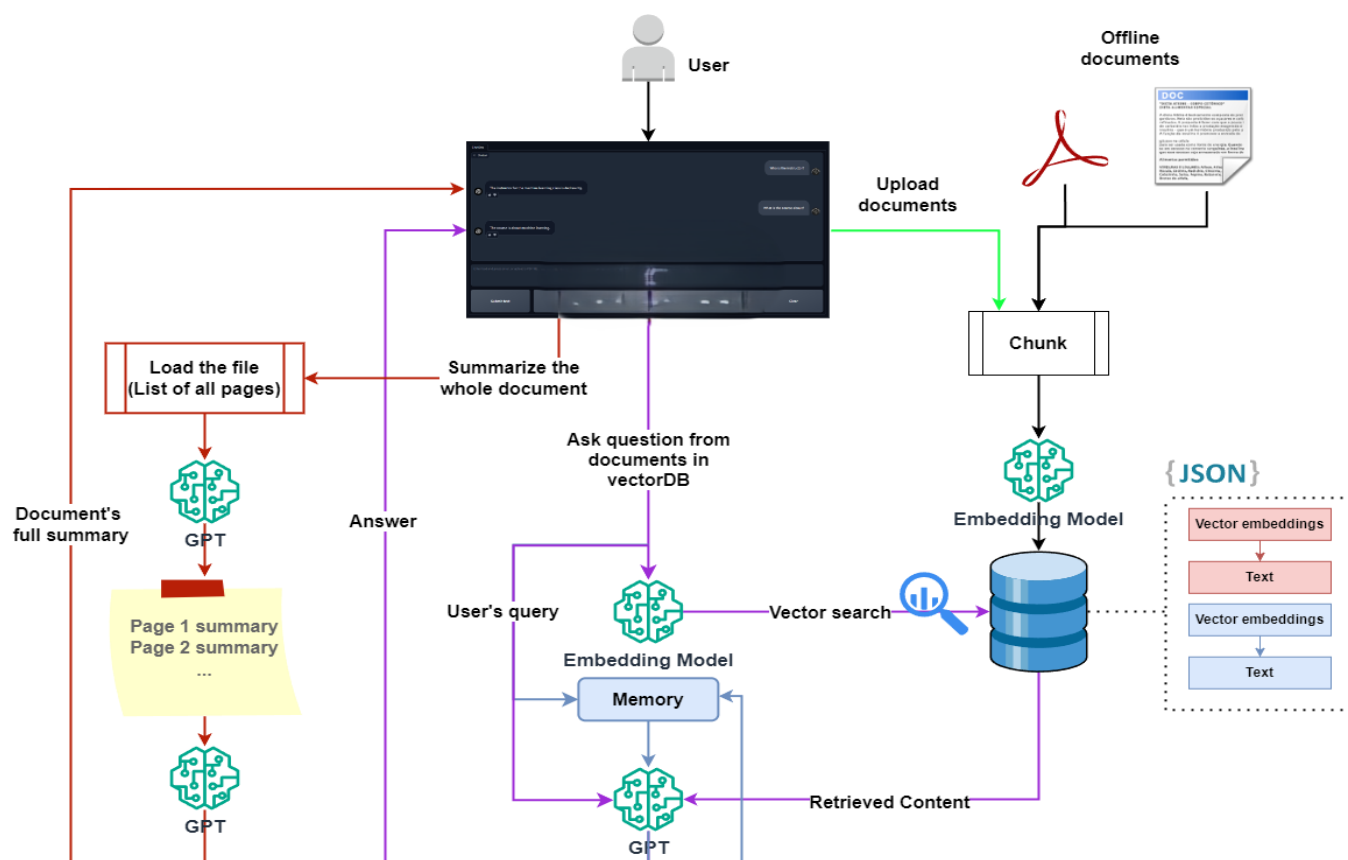 User
Offline
documents
DOC
Upload
documents
Chunk
Load the file
(List of all pages)
Summarize the
whole document
Ask question from
documents in
vectorDB
{JSON}
Embedding Model
Vector embeddings
Text
Vector embeddings
Text
Document's
full summary
GPT
Answer
User's query
Vector search
Page 1 summary
Page 2 summary
...
Embedding Model
Memory
GPT
Retrieved Content
GPT